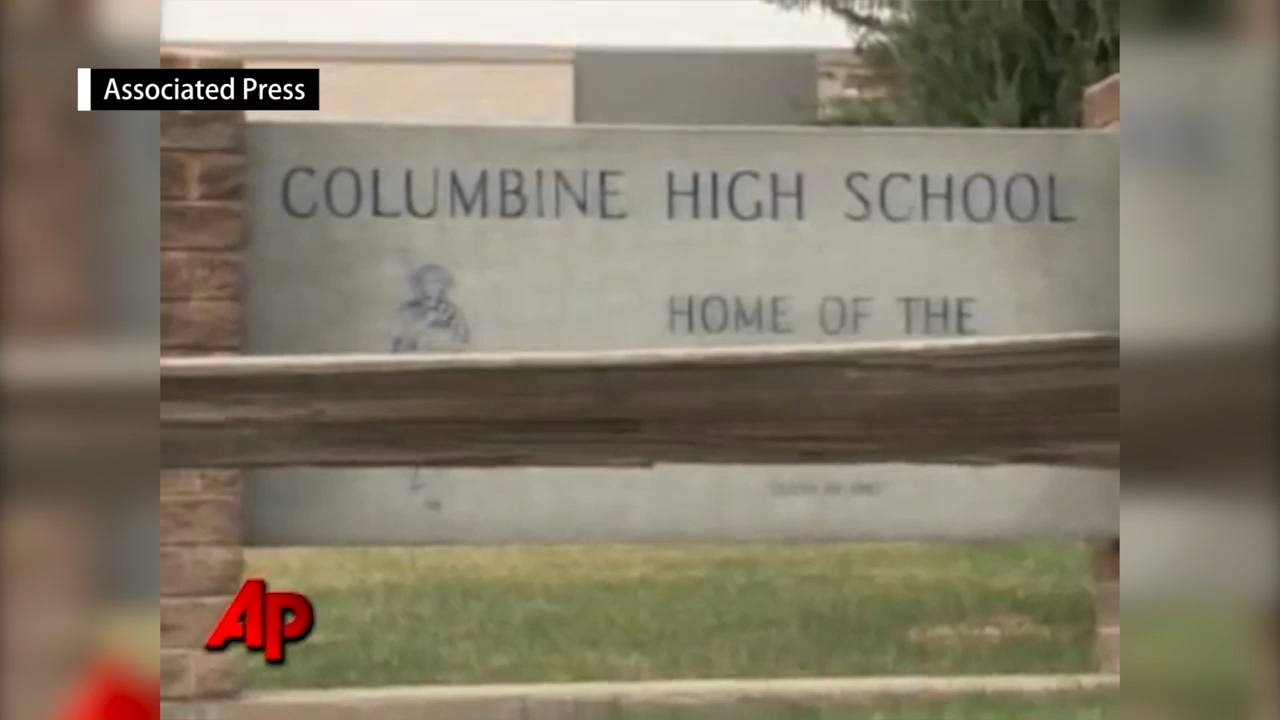 Associated Press
COLUMBINE HIGH SCHOOL
HOME OF THE
AP